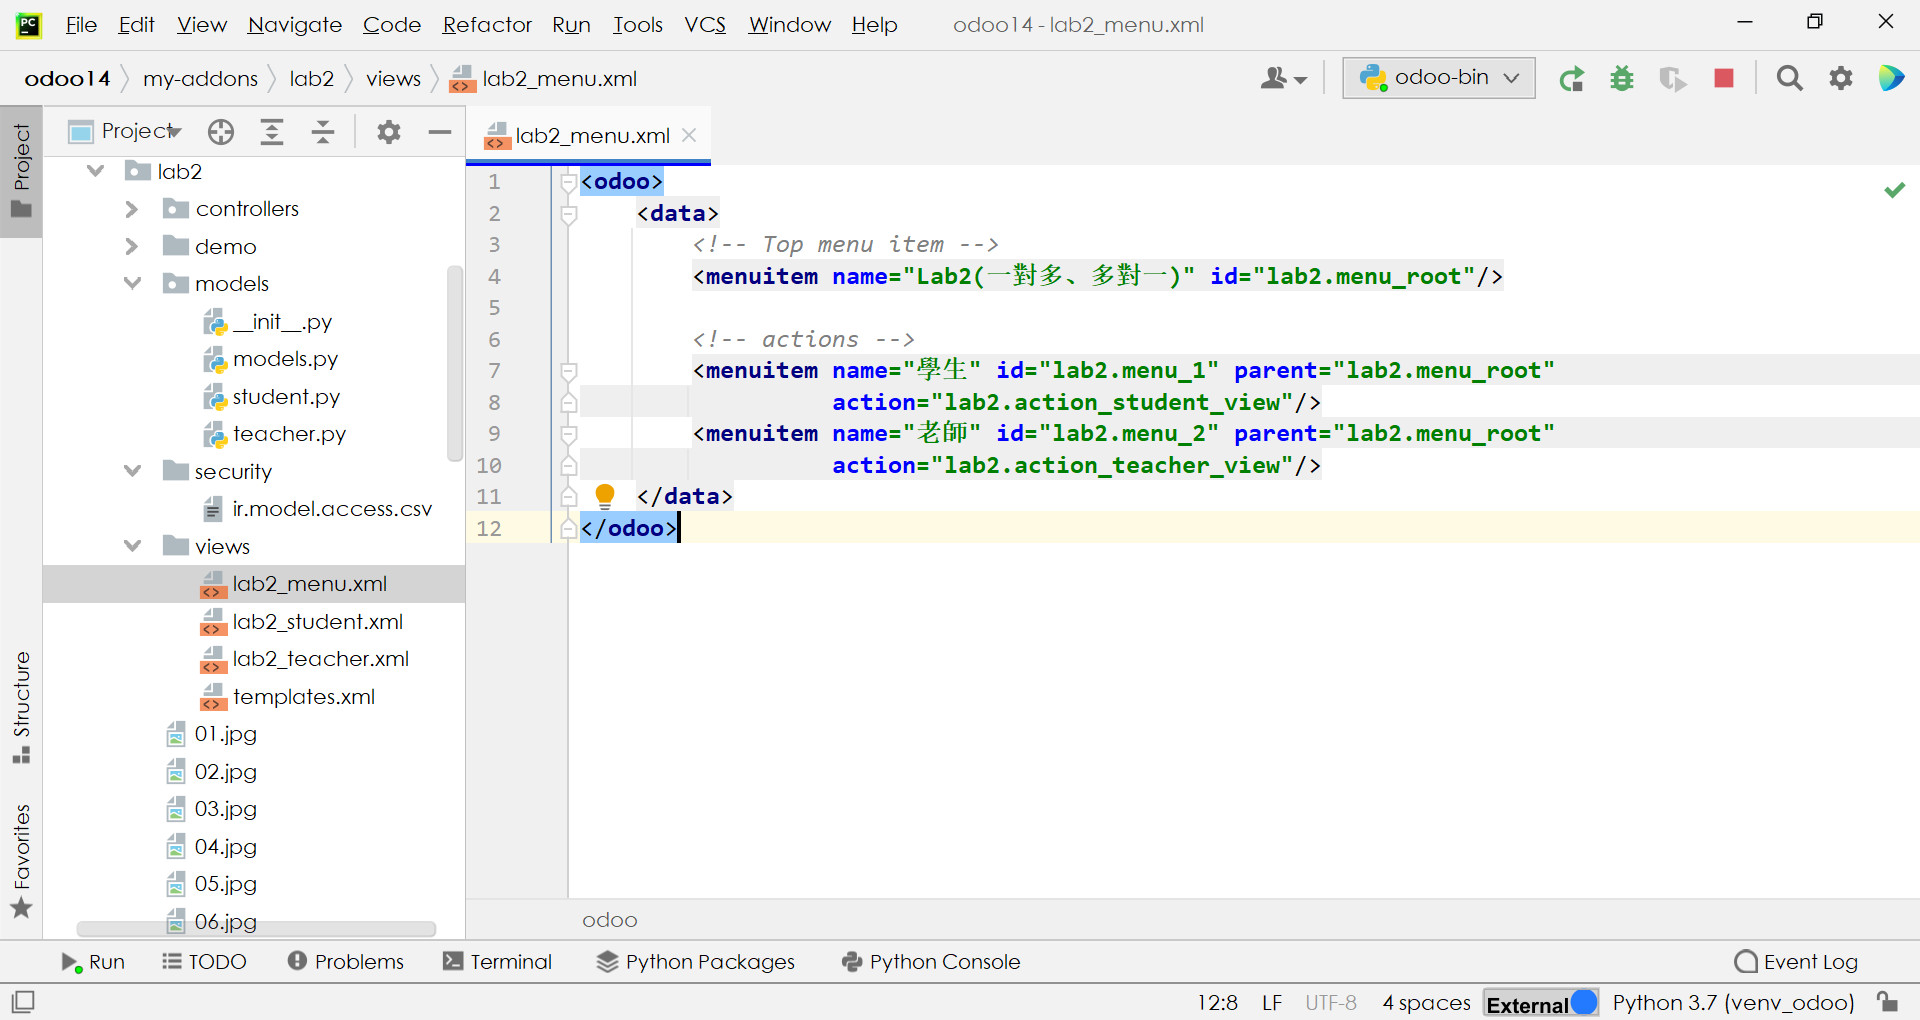 File Edit View Navigate Code Refactor Run Tools VCS Window Help odoo14 - lab2_menu.xml
odoo14 my-addons lab2 views lab2_menu.xml odoo-bin
Project
Project
lab2_menu.xml
lab2
controllers
demo
models
__init__.py
models.py
student.py
teacher.py
security
ir.model.access.csv
views
lab2_menu.xml
lab2_student.xml
lab2_teacher.xml
templates.xml
01.jpg
02.jpg
03.jpg
04.jpg
05.jpg
06.jpg
Structure
Favorites
1 <odoo>
2 <data>
3 <!-- Top menu item -->
4 <menuitem name="Lab2(一對多、多對一)" id="lab2.menu_root"/>
5
6 <!-- actions -->
7 <menuitem name="學生" id="lab2.menu_1" parent="lab2.menu_root"
8 action="lab2.action_student_view"/>
9 <menuitem name="老師" id="lab2.menu_2" parent="lab2.menu_root"
10 action="lab2.action_teacher_view"/>
11 </data>
12 </odoo>
odoo
Run TODO Problems Terminal Python Packages Python Console Event Log
12:8 LF UTF-8 4 spaces External Python 3.7 (venv_odoo)